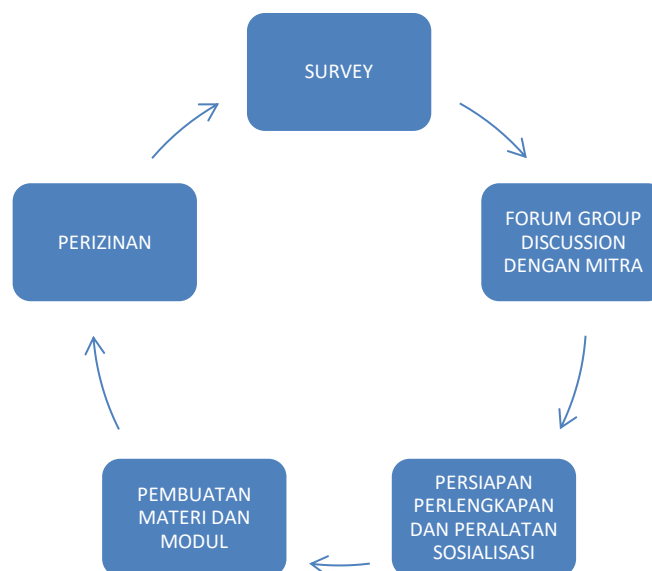 SURVEY
FORUM GROUP
DISCUSSION
DENGAN MITRA
PERSIAPAN
PERLENGKAPAN
DAN PERALATAN
SOSIALISASI
PEMBUATAN
MATERI DAN
MODUL
PERIZINAN